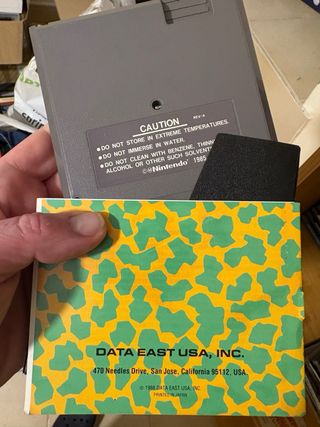 REV-A
CAUTION
•DO NOT STORE IN EXTREME TEMPERATURES.
•DO NOT IMMERSE IN WATER.
•DO NOT CLEAN WITH BENZENE, THINN
ALCOHOL OR OTHER SUCH SOLVENT
©®Nintendo 1985
DATA EAST USA, INC.
470 Needles Drive, San Jose, California 95112, USA.
© 1988 DATA EAST USA, INC.
PRINTED IN JAPAN